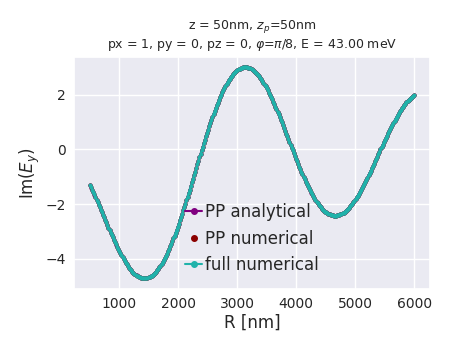 z = 50nm, z_p=50nm
px = 1, py = 0, pz = 0, φ=π/8, E = 43.00 meV
Im(E_y)
2
0
−2
−4
PP analytical
PP numerical
full numerical
1000 2000 3000 4000 5000 6000
R [nm]